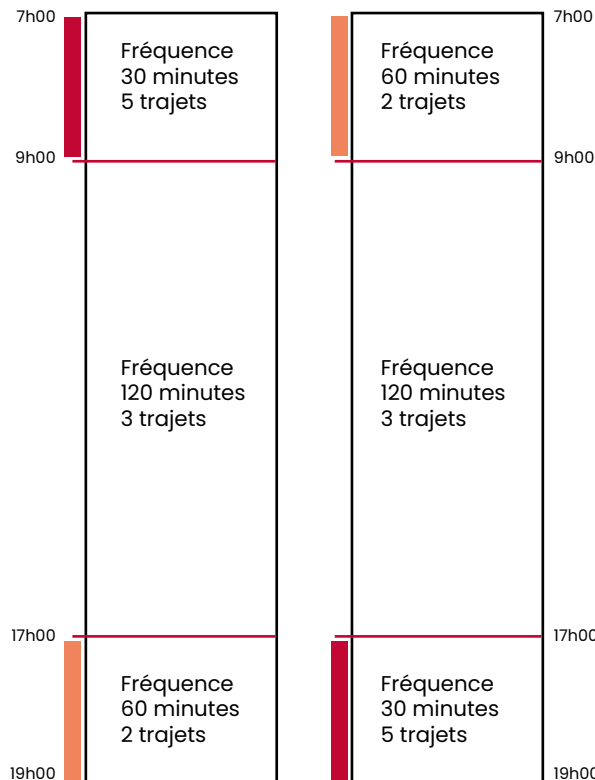 7h00
Fréquence
30 minutes
5 trajets
9h00
Fréquence
120 minutes
3 trajets
17h00
Fréquence
60 minutes
2 trajets
19h00
Fréquence
60 minutes
2 trajets
7h00
9h00
Fréquence
120 minutes
3 trajets
17h00
Fréquence
30 minutes
5 trajets
19h00